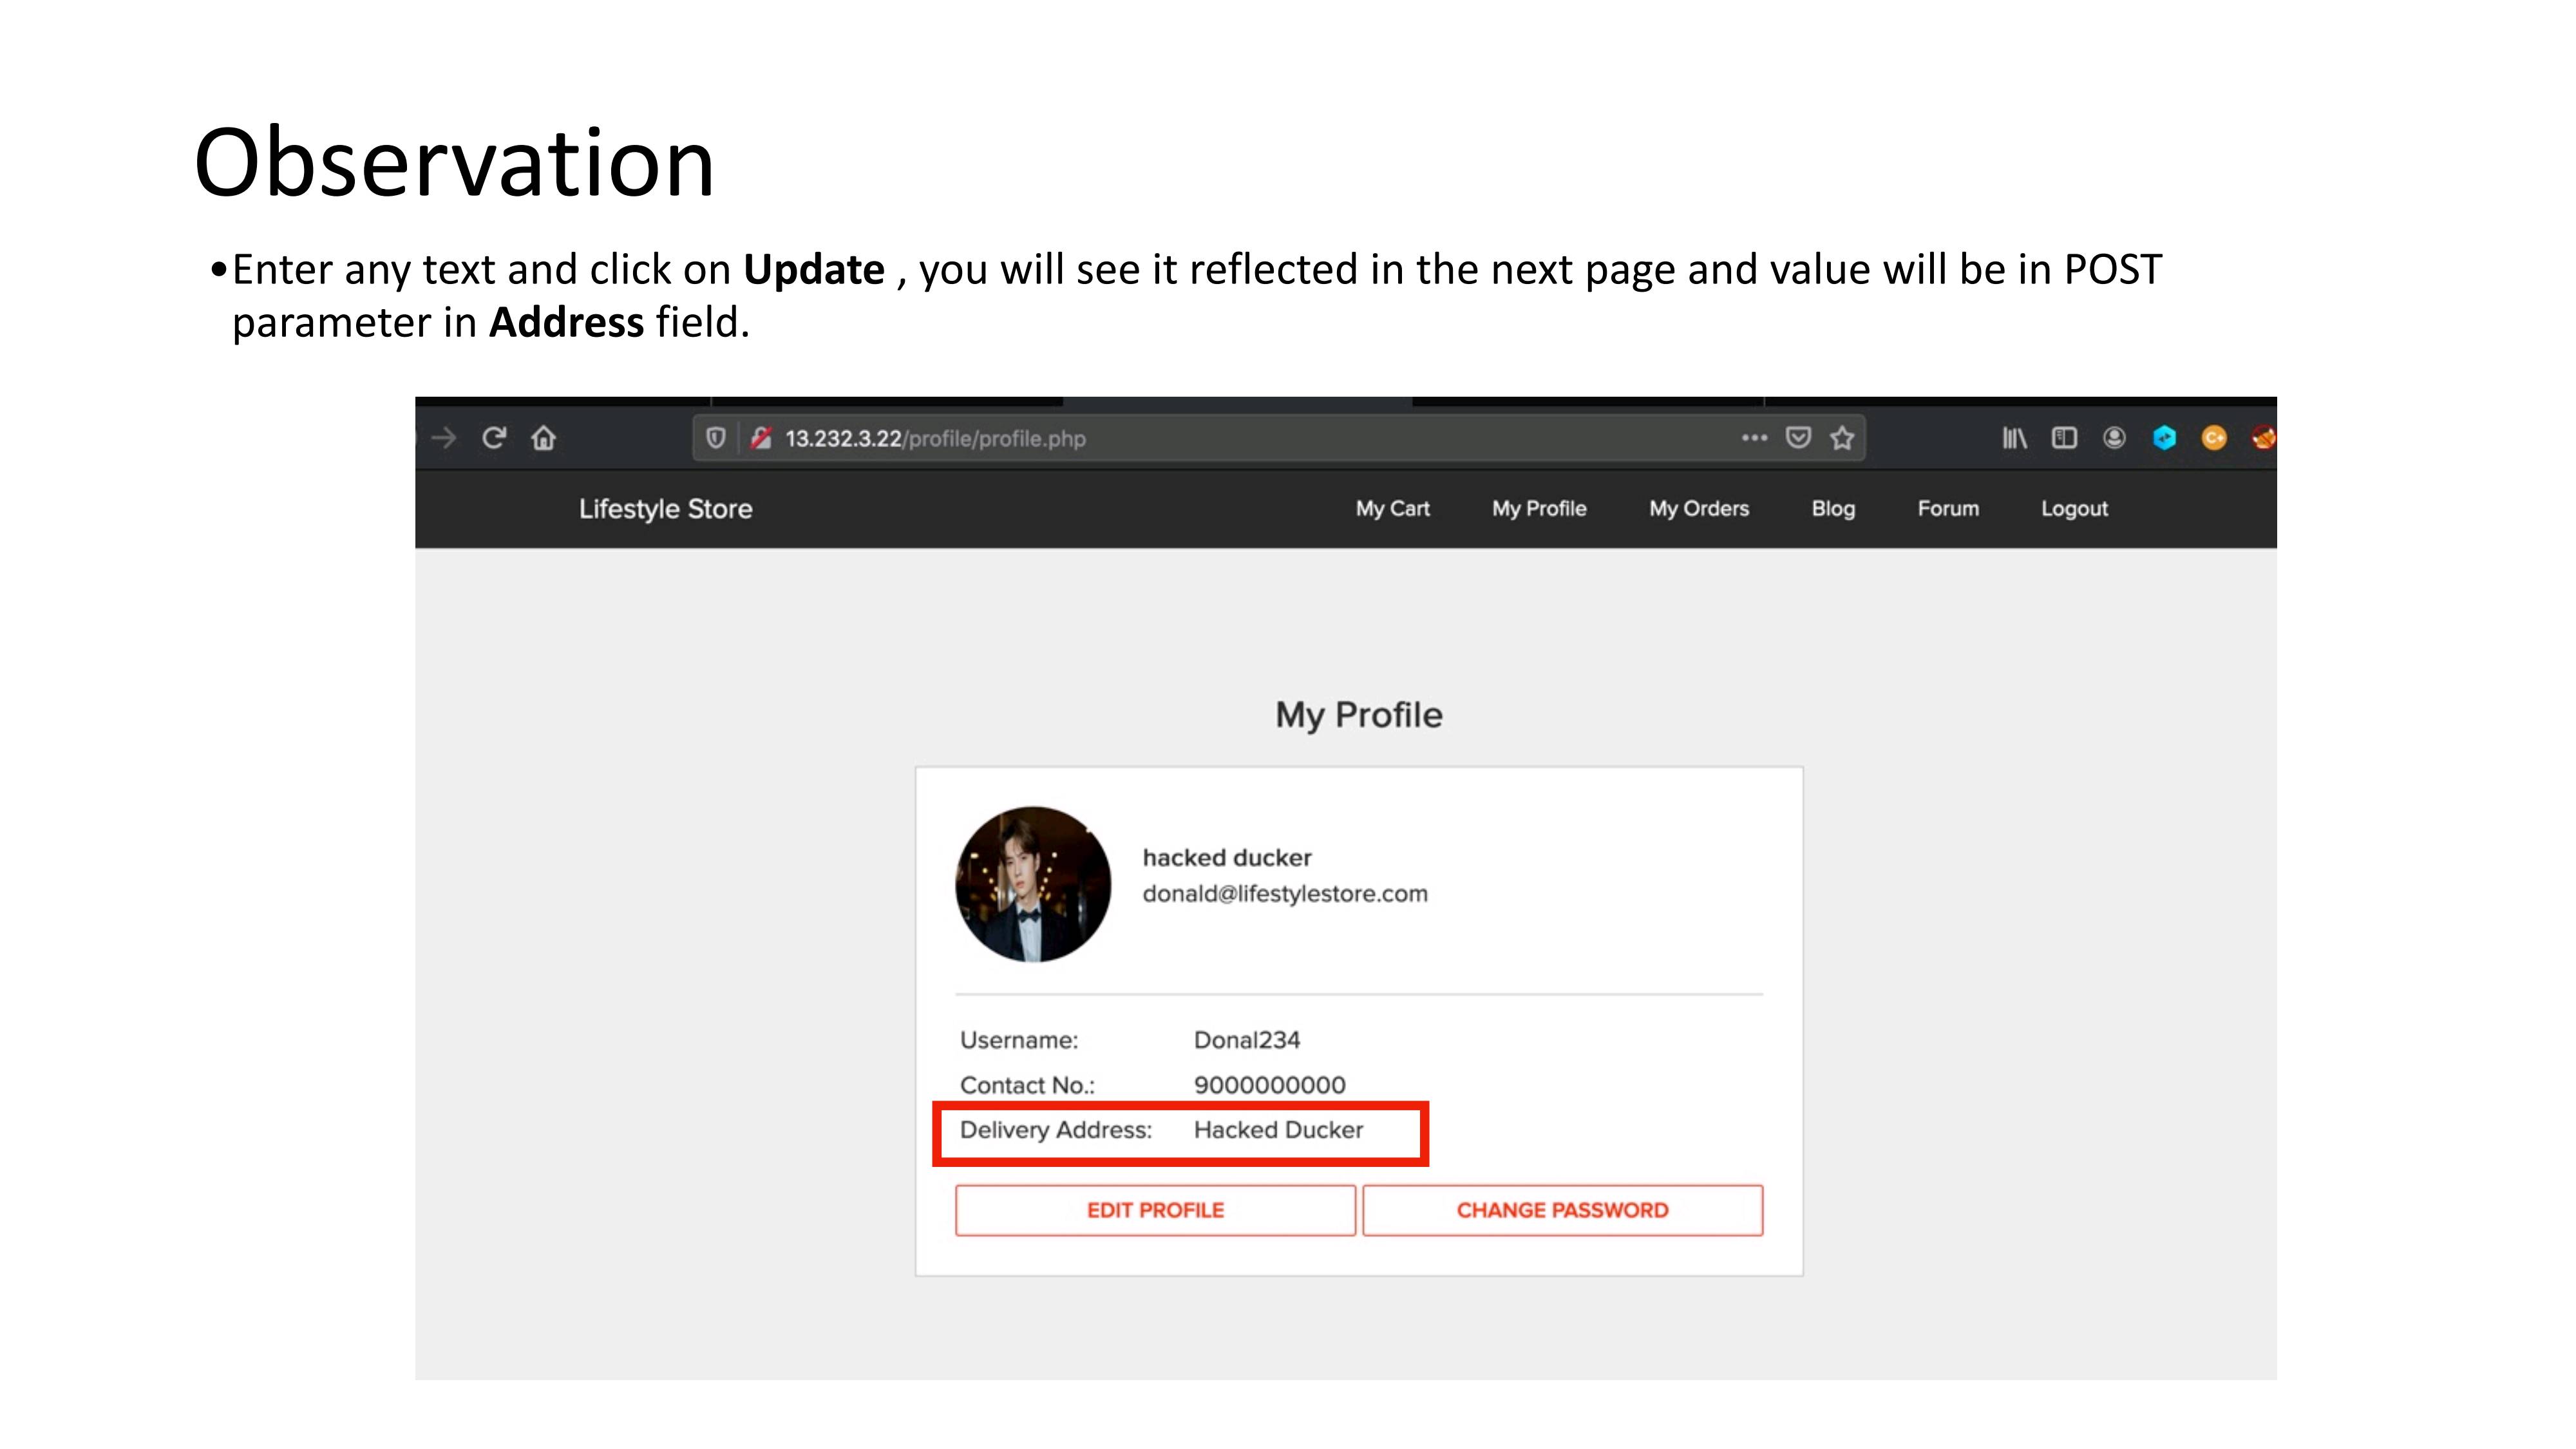 Observation
•Enter any text and click on Update , you will see it reflected in the next page and value will be in POST
parameter in Address field.
13.232.3.22/profile/profile.php
Lifestyle Store My Cart My Profile My Orders Blog Forum Logout
My Profile
hacked ducker
donald@lifestylestore.com
Username: Donal234
Contact No.: 9000000000
Delivery Address: Hacked Ducker
EDIT PROFILE CHANGE PASSWORD